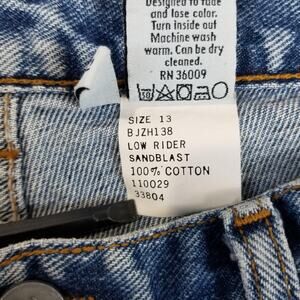 Designed to fade
and lose color.
Turn inside out
Machine wash
warm. Can be dry
cleaned.
RN 36009
SIZE 13
BJZH138
LOW RIDER
SANDBLAST
100% COTTON
110029
33804